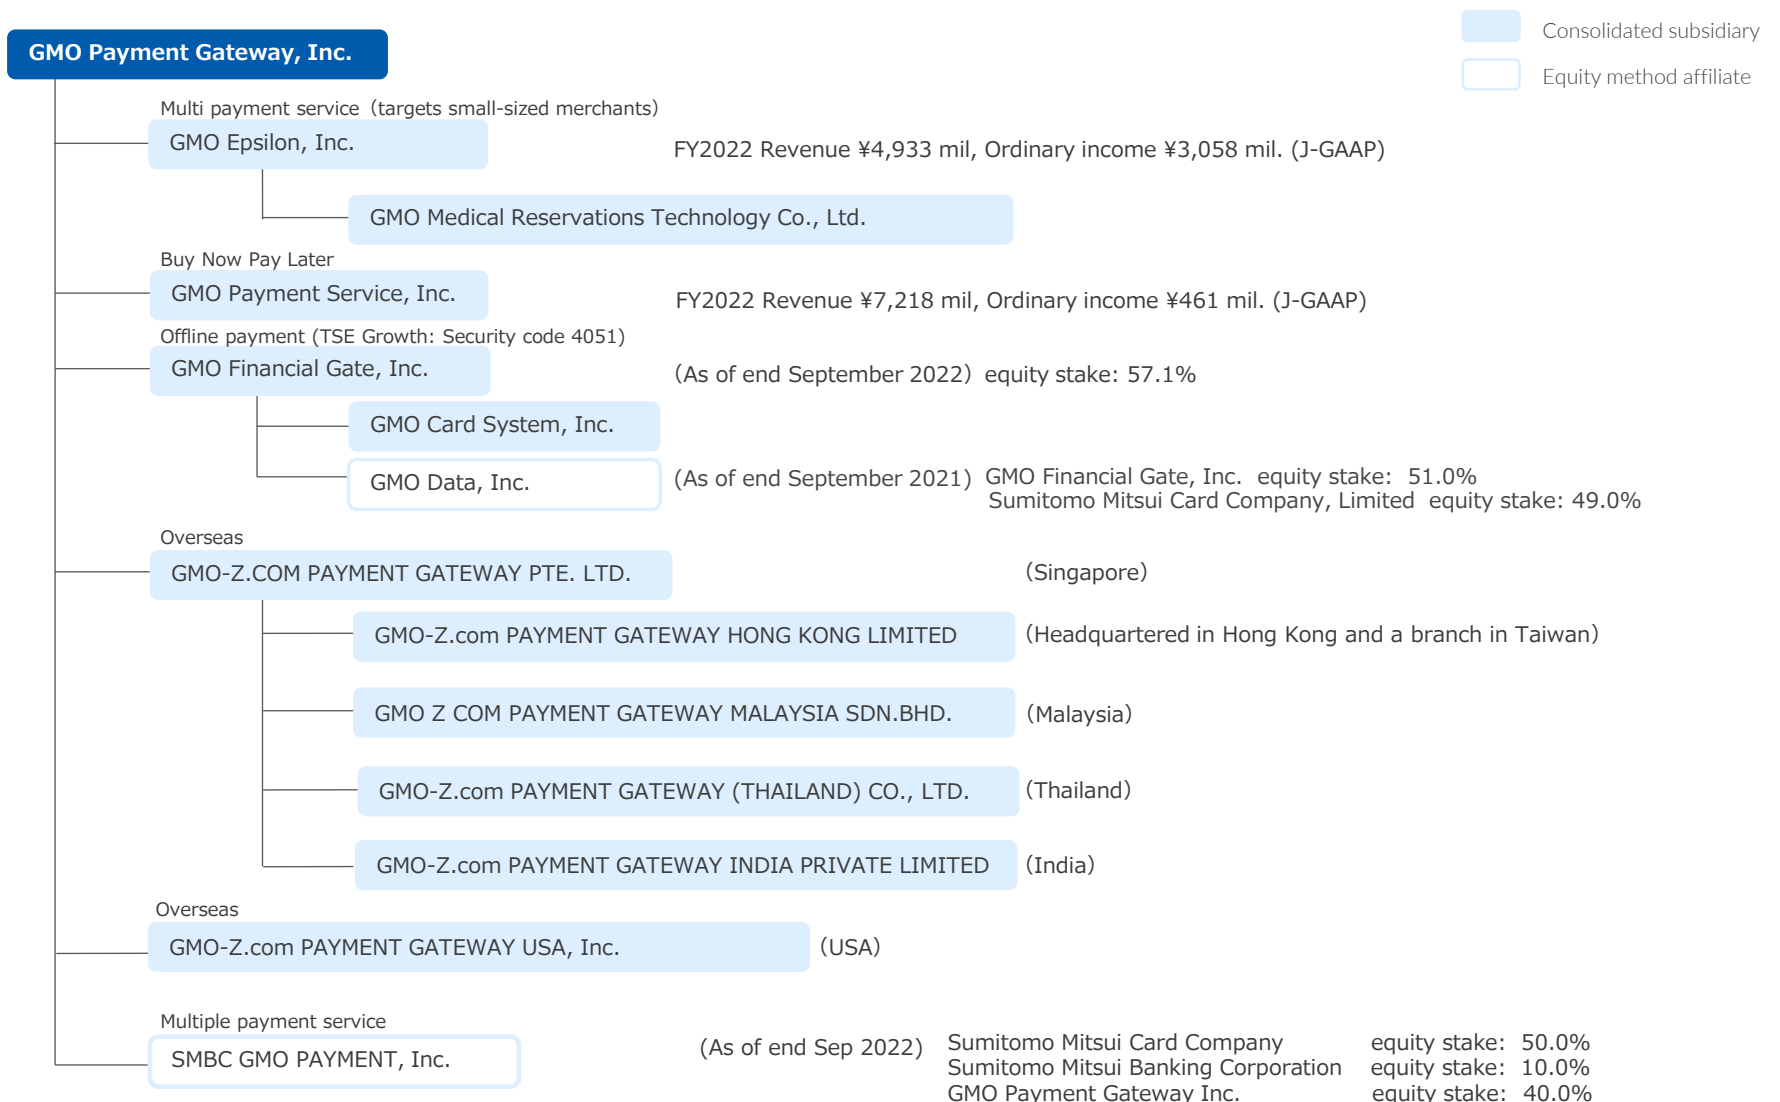 GMO Payment Gateway, Inc.
Consolidated subsidiary
Equity method affiliate
Multi payment service（targets small-sized merchants）
GMO Epsilon, Inc.
FY2022 Revenue ¥4,933 mil, Ordinary income ¥3,058 mil. (J-GAAP)
GMO Medical Reservations Technology Co., Ltd.
Buy Now Pay Later
GMO Payment Service, Inc.
FY2022 Revenue ¥7,218 mil, Ordinary income ¥461 mil. (J-GAAP)
Offline payment (TSE Growth: Security code 4051)
GMO Financial Gate, Inc.
（As of end September 2022）equity stake: 57.1%
GMO Card System, Inc.
GMO Data, Inc.
（As of end September 2021）GMO Financial Gate, Inc. equity stake: 51.0%
Sumitomo Mitsui Card Company, Limited equity stake: 49.0%
Overseas
GMO-Z.COM PAYMENT GATEWAY PTE. LTD.
（Singapore）
GMO-Z.com PAYMENT GATEWAY HONG KONG LIMITED
（Headquartered in Hong Kong and a branch in Taiwan）
GMO Z COM PAYMENT GATEWAY MALAYSIA SDN.BHD.
（Malaysia）
GMO-Z.com PAYMENT GATEWAY (THAILAND) CO., LTD.
（Thailand）
GMO-Z.com PAYMENT GATEWAY INDIA PRIVATE LIMITED
（India）
Overseas
GMO-Z.com PAYMENT GATEWAY USA, Inc.
（USA）
Multiple payment service
SMBC GMO PAYMENT, Inc.
(As of end Sep 2022) Sumitomo Mitsui Card Company equity stake: 50.0%
Sumitomo Mitsui Banking Corporation equity stake: 10.0%
GMO Payment Gateway Inc. equity stake: 40.0%